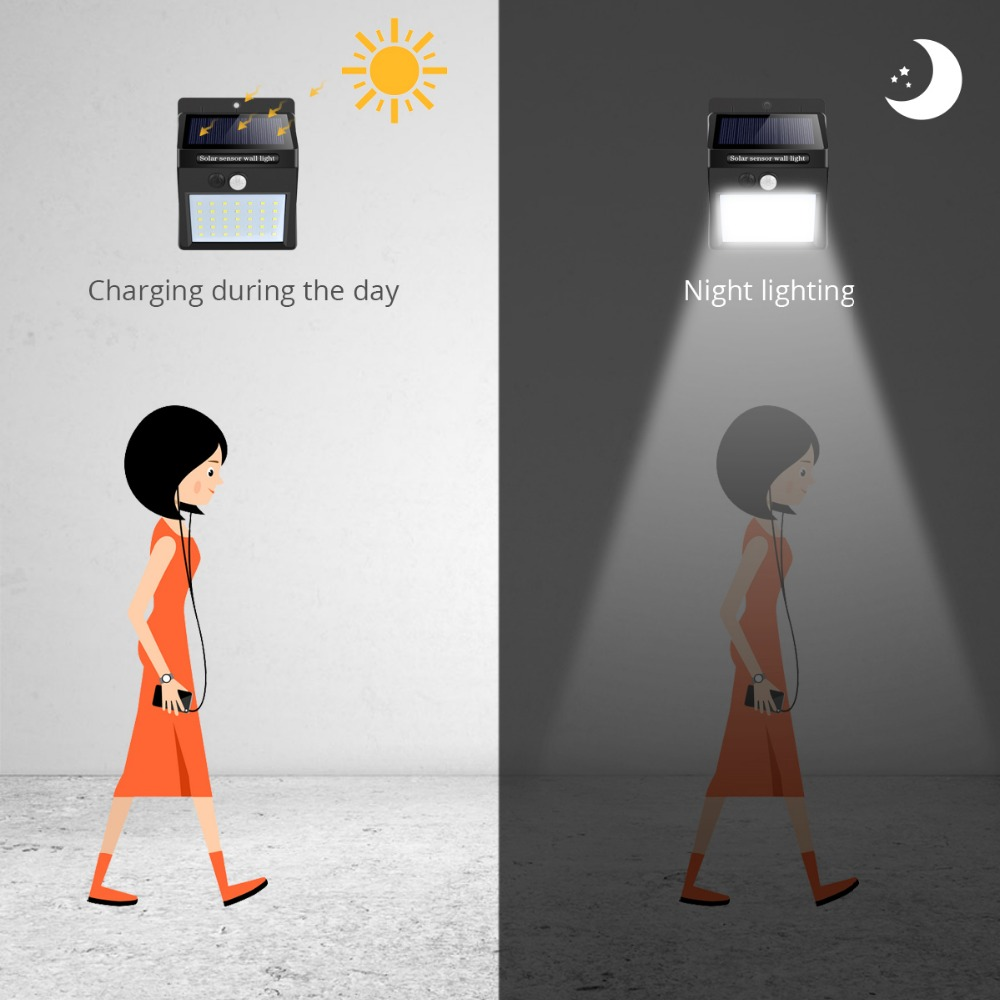 Solar sensor wall light
Solar sensor wall light
Charging during the day
Night lighting